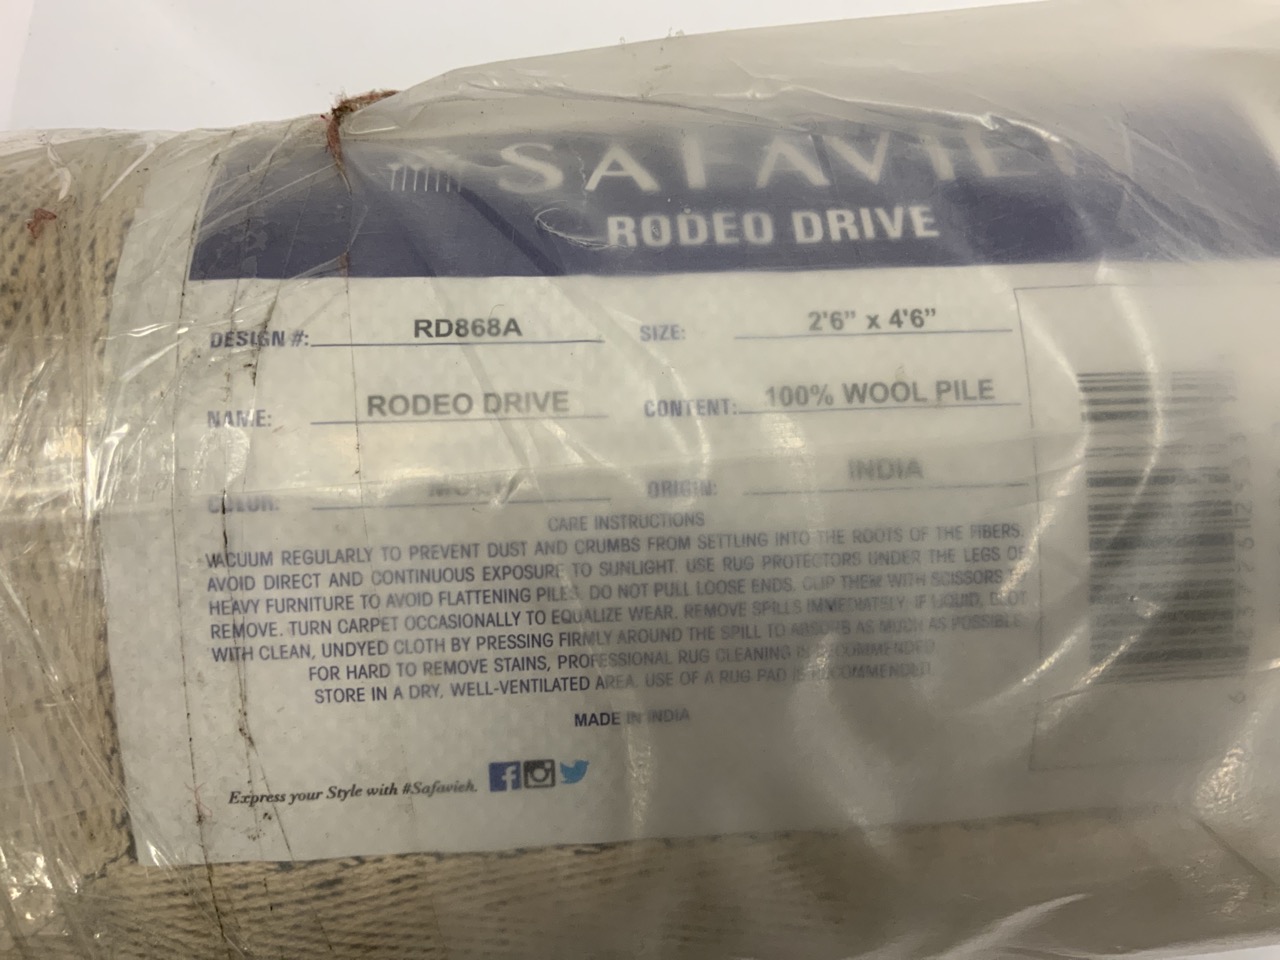 SAFAVIEH
RODEO DRIVE
DESIGN #: RD868A SIZE: 2'6" x 4'6"
NAME: RODEO DRIVE CONTENT: 100% WOOL PILE
COLOR: ORIGIN: INDIA
CARE INSTRUCTIONS
VACUUM REGULARLY TO PREVENT DUST AND CRUMBS FROM SETTLING INTO THE ROOTS OF THE FIBERS.
AVOID DIRECT AND CONTINUOUS EXPOSURE TO SUNLIGHT. USE RUG PROTECTORS UNDER THE LEGS OF
HEAVY FURNITURE TO AVOID FLATTENING PILES. DO NOT PULL LOOSE ENDS, CLIP THEM WITH SCISSORS
REMOVE. TURN CARPET OCCASIONALLY TO EQUALIZE WEAR. REMOVE SPILLS IMMEDIATELY. IF LIQUID, BLOT
WITH CLEAN, UNDYED CLOTH BY PRESSING FIRMLY AROUND THE SPILL TO ABSORB AS MUCH AS POSSIBLE
FOR HARD TO REMOVE STAINS, PROFESSIONAL RUG CLEANING IS RECOMMENDED.
STORE IN A DRY, WELL-VENTILATED AREA. USE OF A RUG PAD IS RECOMMENDED.
MADE IN INDIA
Express your Style with #Safavieh.